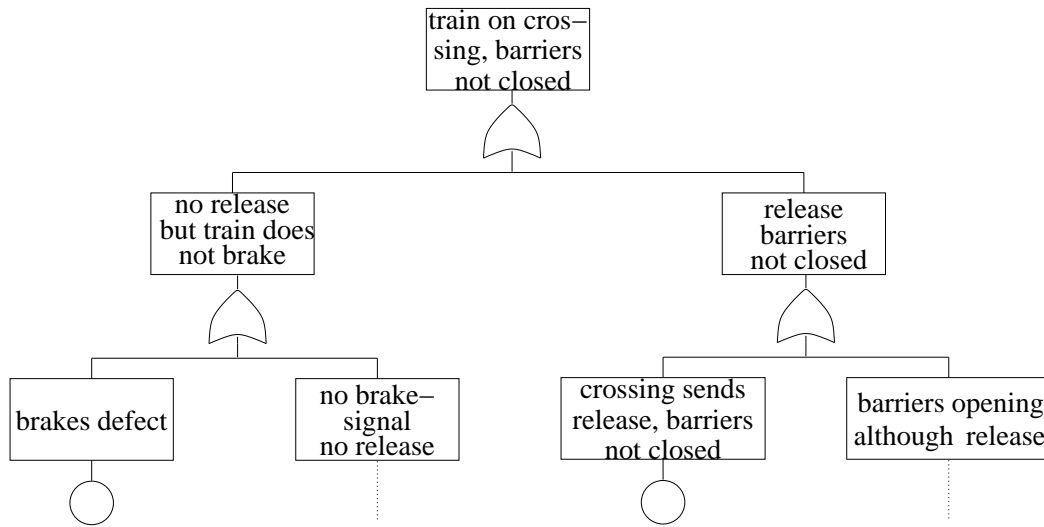 train on cros–
sing, barriers
not closed
no release
but train does
not brake
release
barriers
not closed
brakes defect
no brake–
signal
no release
crossing sends
release, barriers
not closed
barriers opening
although release